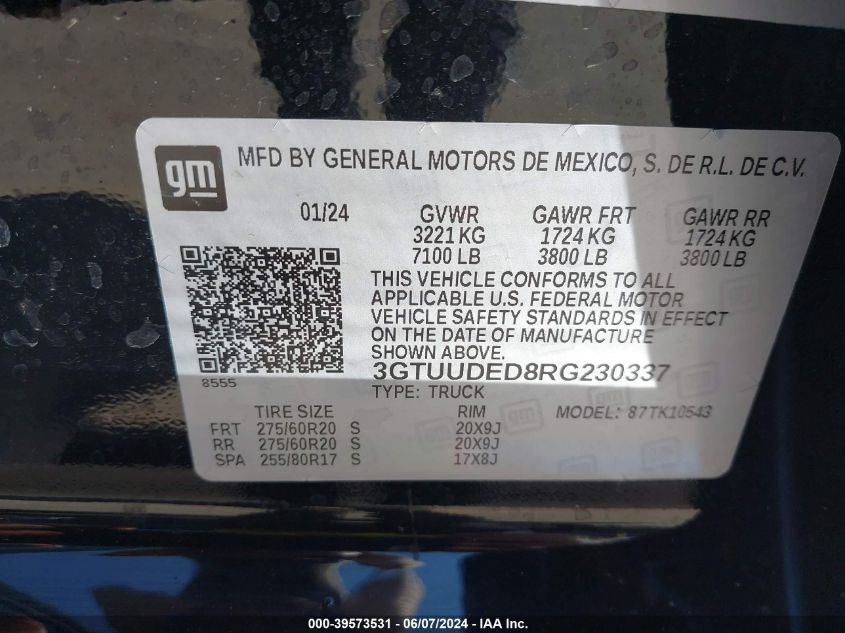 gm MFD BY GENERAL MOTORS DE MEXICO, S. DE R.L. DE C.V.
01/24 GVWR GAWR FRT GAWR RR
3221 KG 1724 KG 1724 KG
7100 LB 3800 LB 3800 LB
THIS VEHICLE CONFORMS TO ALL
APPLICABLE U.S. FEDERAL MOTOR
VEHICLE SAFETY STANDARDS IN EFFECT
ON THE DATE OF MANUFACTURE
SHOWN ABOVE.
3GTUUDED8RG230337
8555
TYPE: TRUCK
TIRE SIZE RIM MODEL: 87TK10543
FRT 275/60R20 S 20X9J
RR 275/60R20 S 20X9J
SPA 255/80R17 S 17X8J
000-39573531 - 06/07/2024 - IAA Inc.